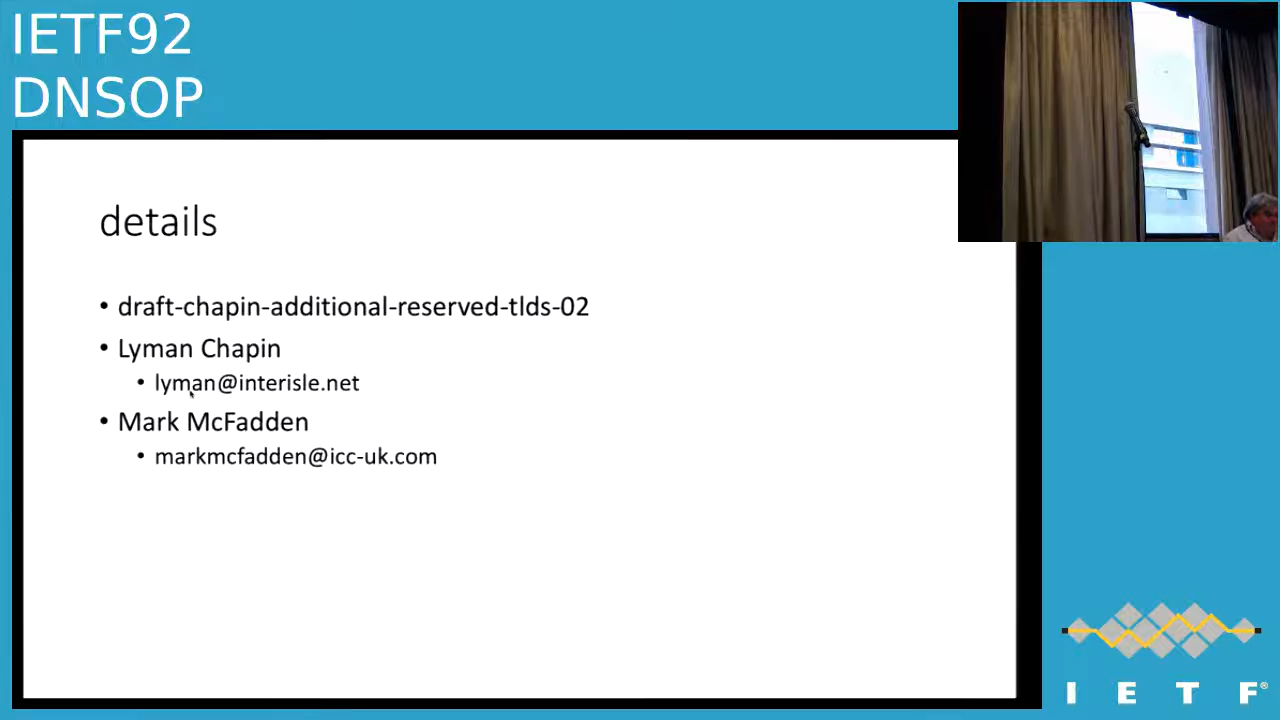 IETF92
DNSOP
details
• draft-chapin-additional-reserved-tlds-02
• Lyman Chapin
• lyman@interisle.net
• Mark McFadden
• markmcfadden@icc-uk.com
I E T F®